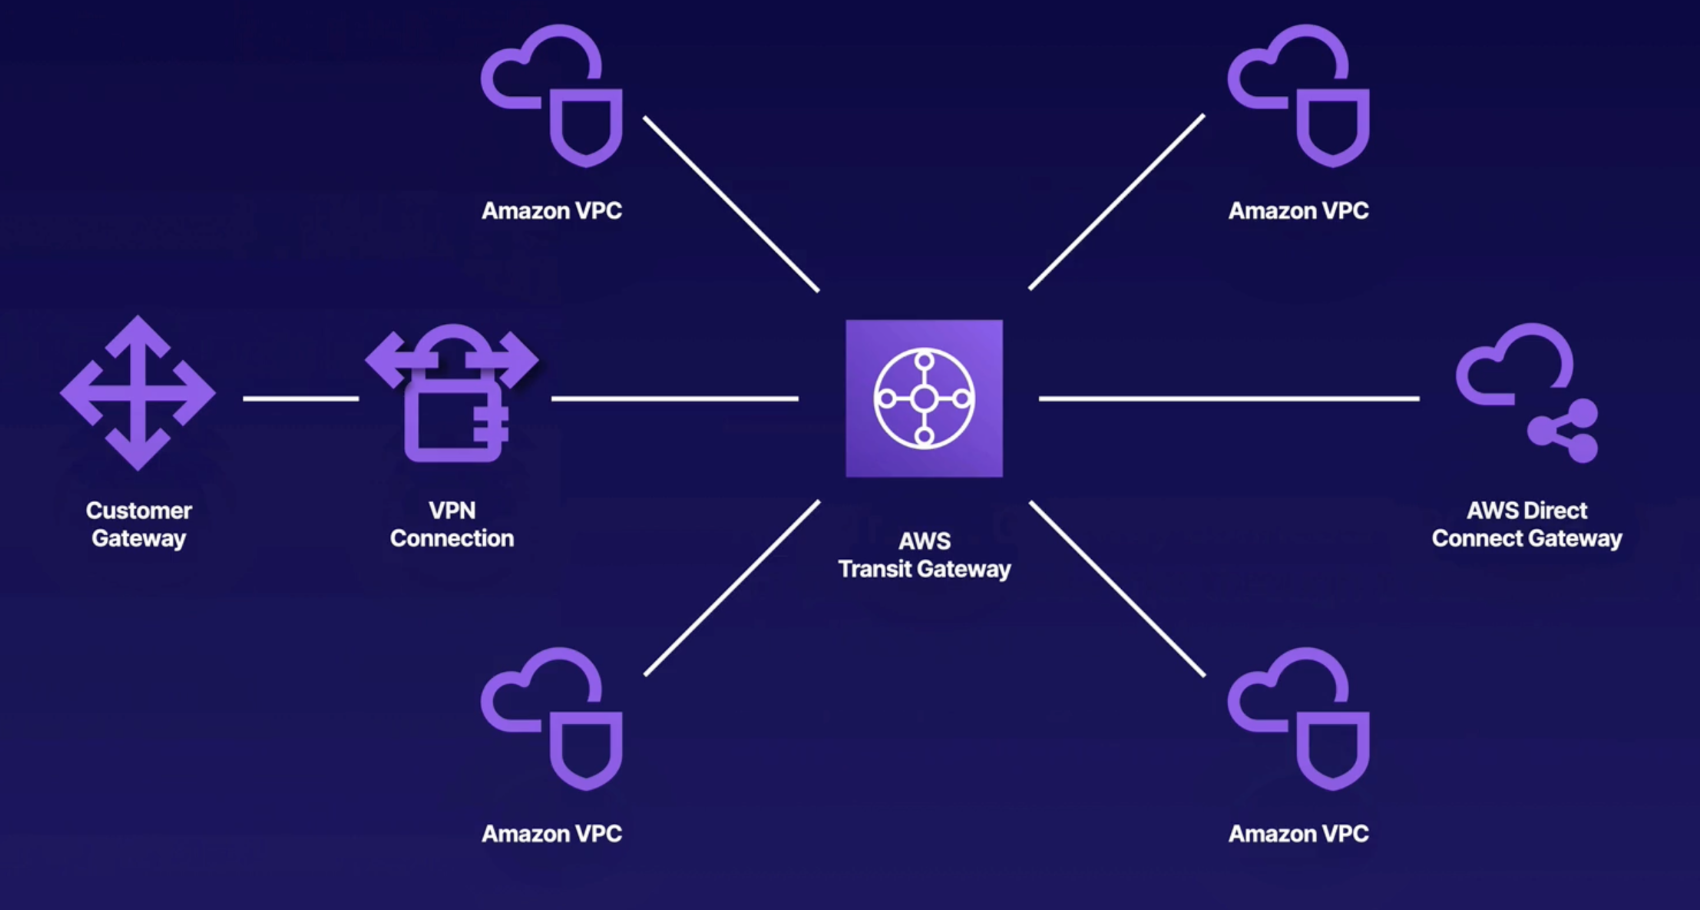 Amazon VPC
Amazon VPC
Customer
Gateway
VPN
Connection
AWS
Transit Gateway
AWS Direct
Connect Gateway
Amazon VPC
Amazon VPC